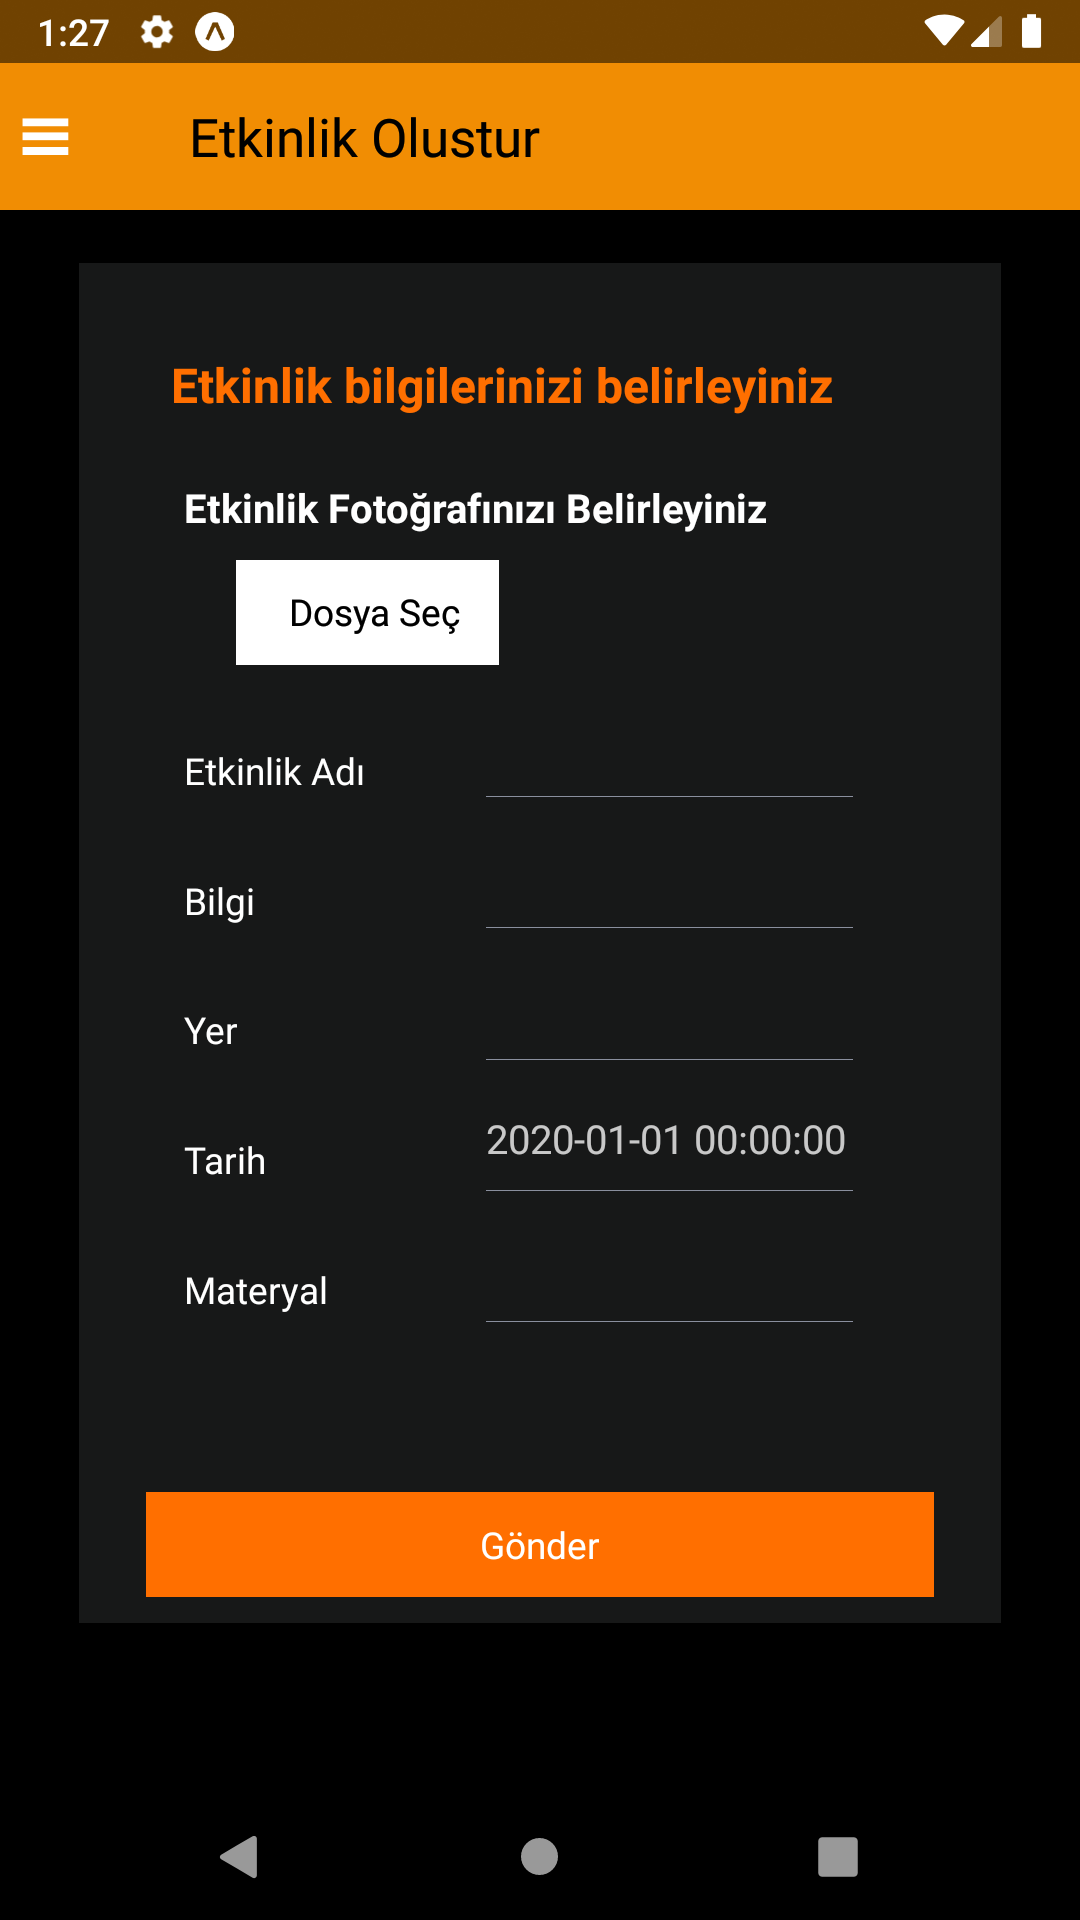 1:27
Etkinlik Olustur
Etkinlik bilgilerinizi belirleyiniz
Etkinlik Fotoğrafınızı Belirleyiniz
Dosya Seç
Etkinlik Adı
Bilgi
Yer
Tarih 2020-01-01 00:00:00
Materyal
Gönder